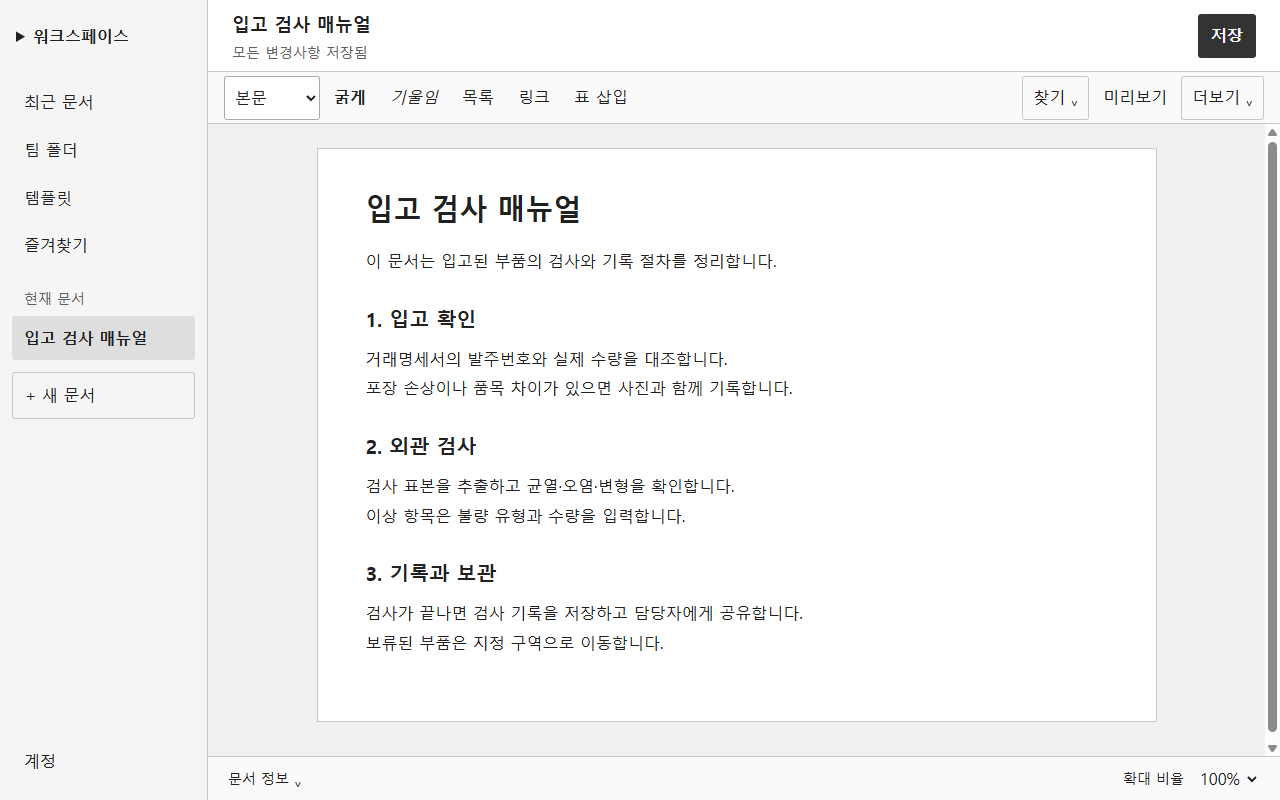 워크스페이스
최근 문서
팀 폴더
템플릿
즐겨찾기
현재 문서
입고 검사 매뉴얼
+ 새 문서
계정
입고 검사 매뉴얼
모든 변경사항 저장됨
저장
본문 굵게 기울임 목록 링크 표 삽입 찾기 미리보기 더보기
입고 검사 매뉴얼
이 문서는 입고된 부품의 검사와 기록 절차를 정리합니다.
1. 입고 확인
거래명세서의 발주번호와 실제 수량을 대조합니다.
포장 손상이나 품목 차이가 있으면 사진과 함께 기록합니다.
2. 외관 검사
검사 표본을 추출하고 균열·오염·변형을 확인합니다.
이상 항목은 불량 유형과 수량을 입력합니다.
3. 기록과 보관
검사가 끝나면 검사 기록을 저장하고 담당자에게 공유합니다.
보류된 부품은 지정 구역으로 이동합니다.
문서 정보 확대 비율 100%